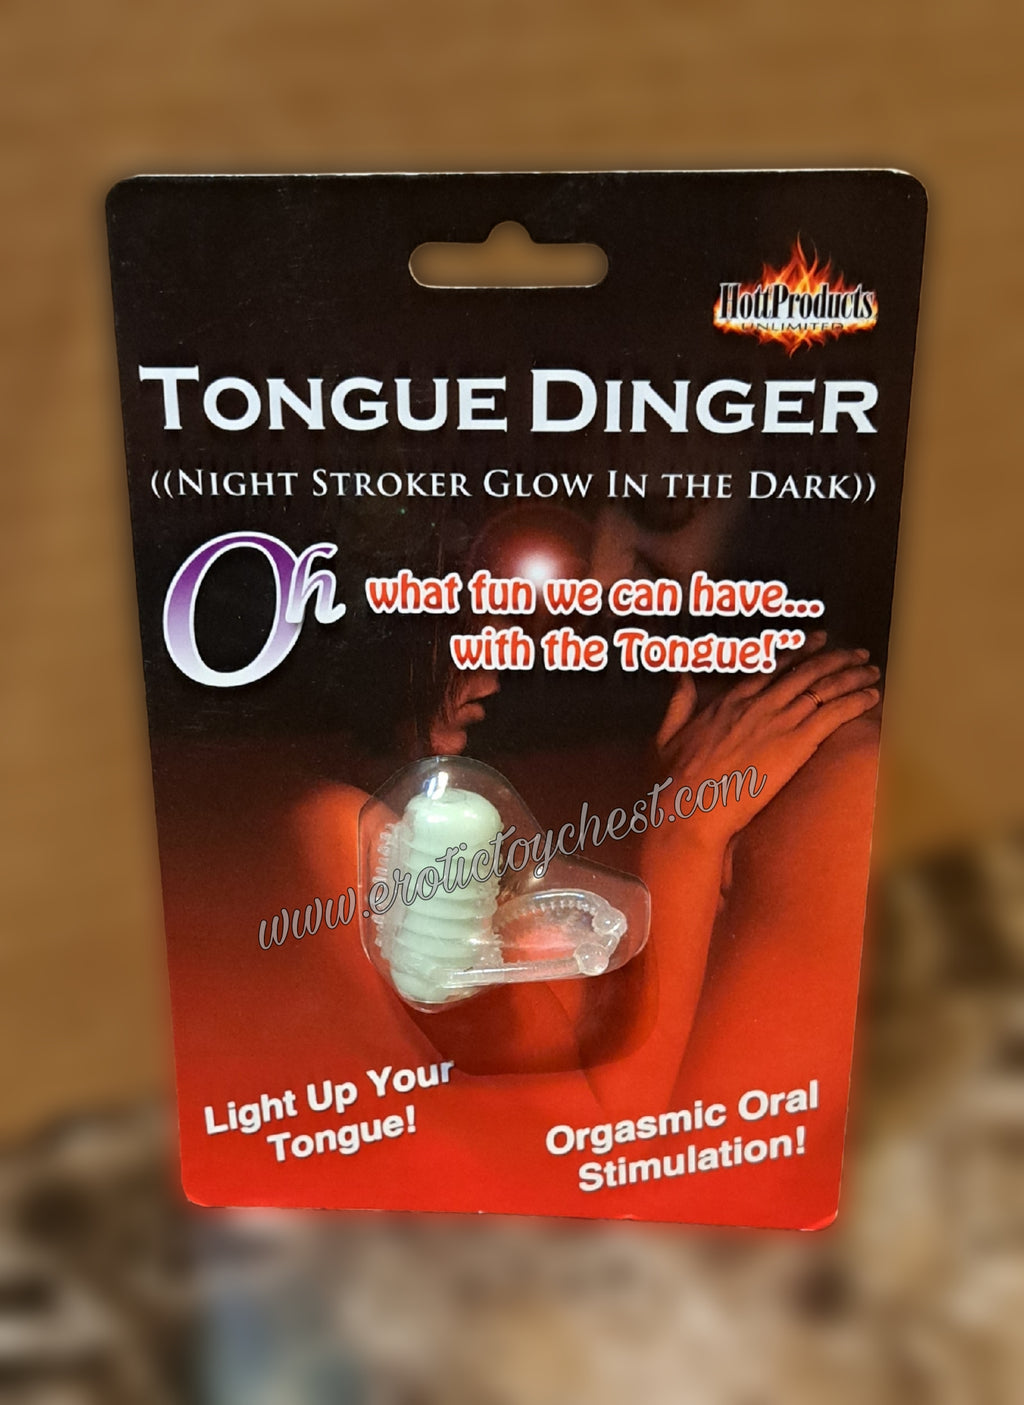 HottProducts
UNLIMITED
TONGUE DINGER
((NIGHT STROKER GLOW IN THE DARK))
Oh what fun we can have...
with the Tongue!”
www.erotictoychest.com
Light Up Your
Tongue!
Orgasmic Oral
Stimulation!